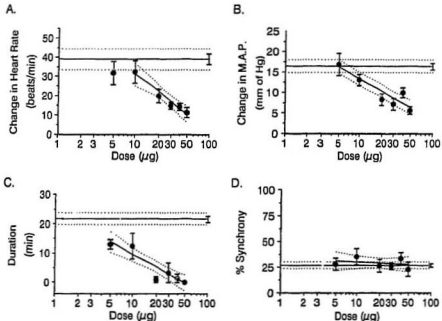 A.
Change in Heart Rate
(beats/min)
50
40
30
20
10
0
1 2 3 5 10 20 30 50 100
Dose (µg)
B.
Change in M.A.P.
(mm of Hg)
25
20
15
10
5
0
1 2 3 5 10 20 30 50 100
Dose (µg)
C.
Duration
(min)
30
20
10
0
1 2 3 5 10 20 30 50 100
Dose (µg)
D.
% Synchrony
100
75
50
25
0
1 2 3 5 10 20 30 50 100
Dose (µg)